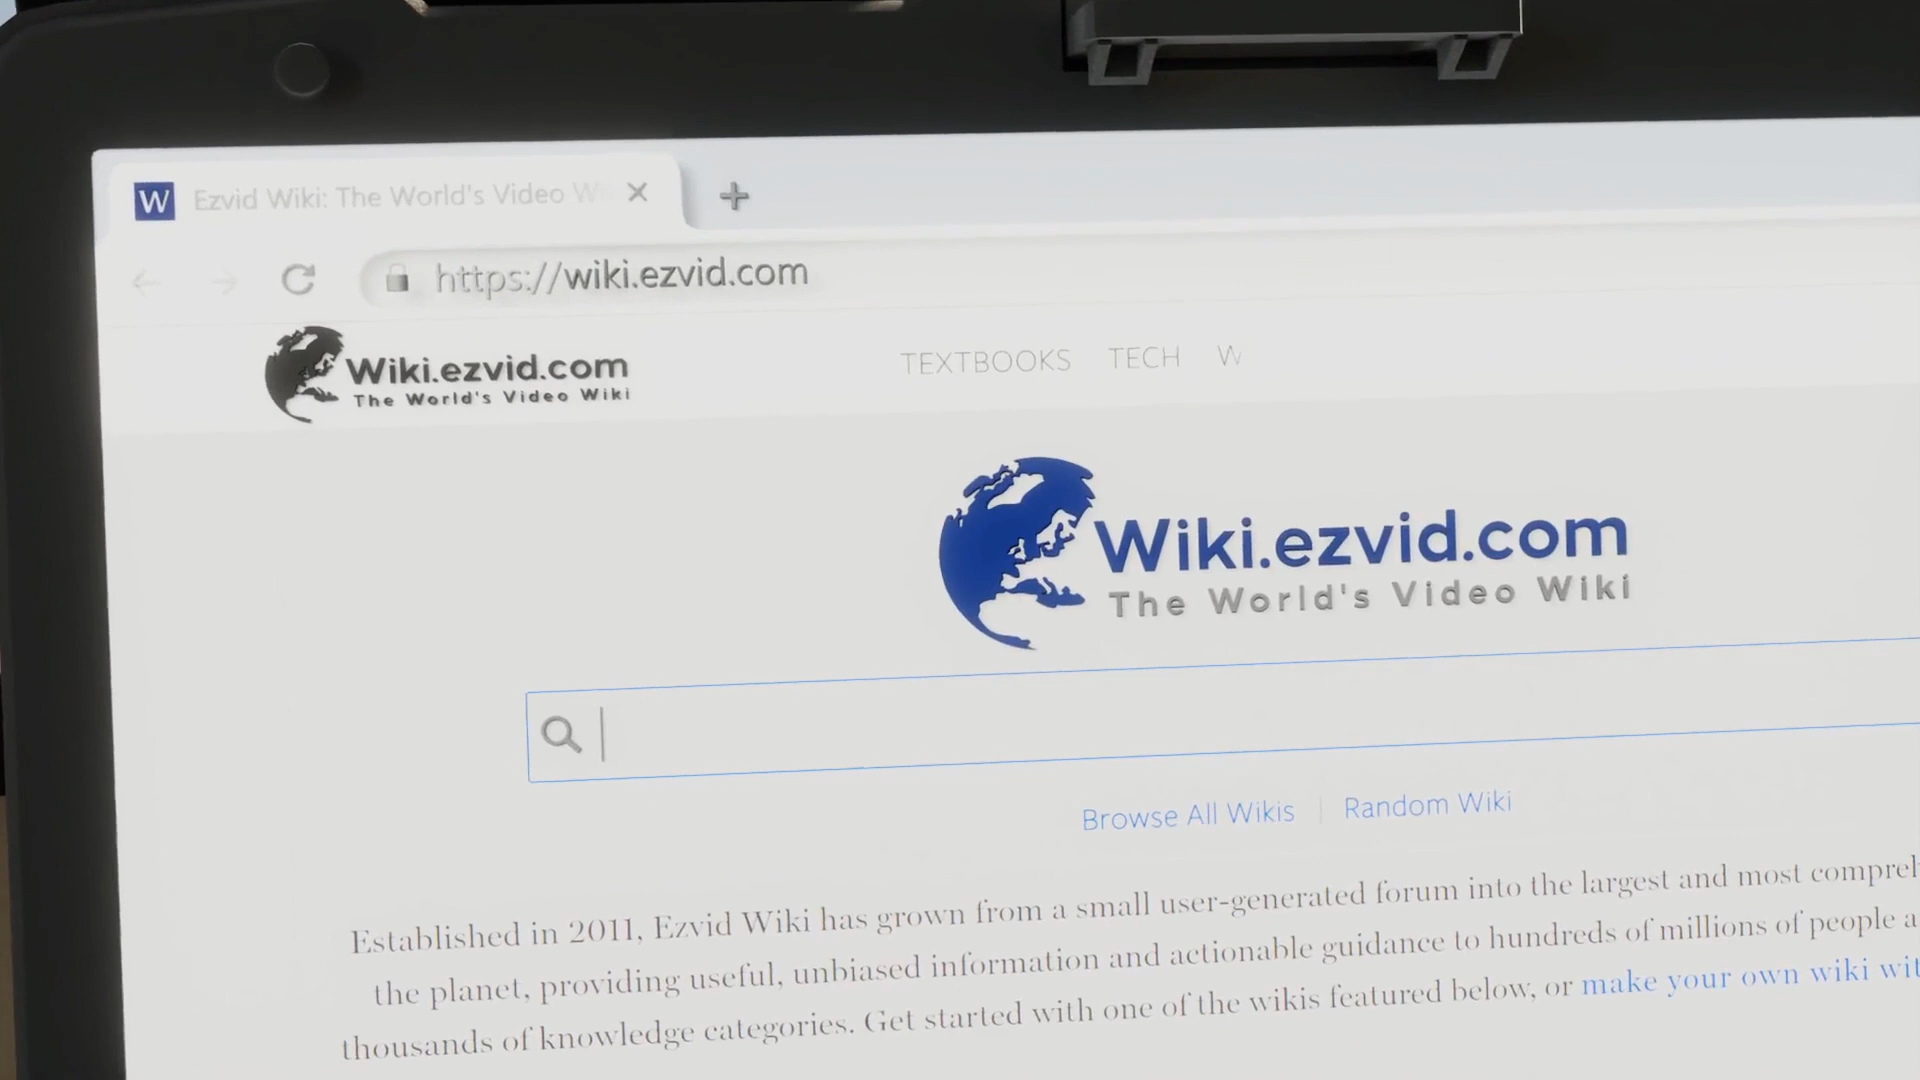 W Ezvid Wiki: The World's Video W
https://wiki.ezvid.com
Wiki.ezvid.com
The World's Video Wiki
TEXTBOOKS TECH W
Wiki.ezvid.com
The World's Video Wiki
Browse All Wikis | Random Wiki
Established in 2011, Ezvid Wiki has grown from a small user-generated forum into the largest and most compreh
the planet, providing useful, unbiased information and actionable guidance to hundreds of millions of people a
thousands of knowledge categories. Get started with one of the wikis featured below, or make your own wiki wit